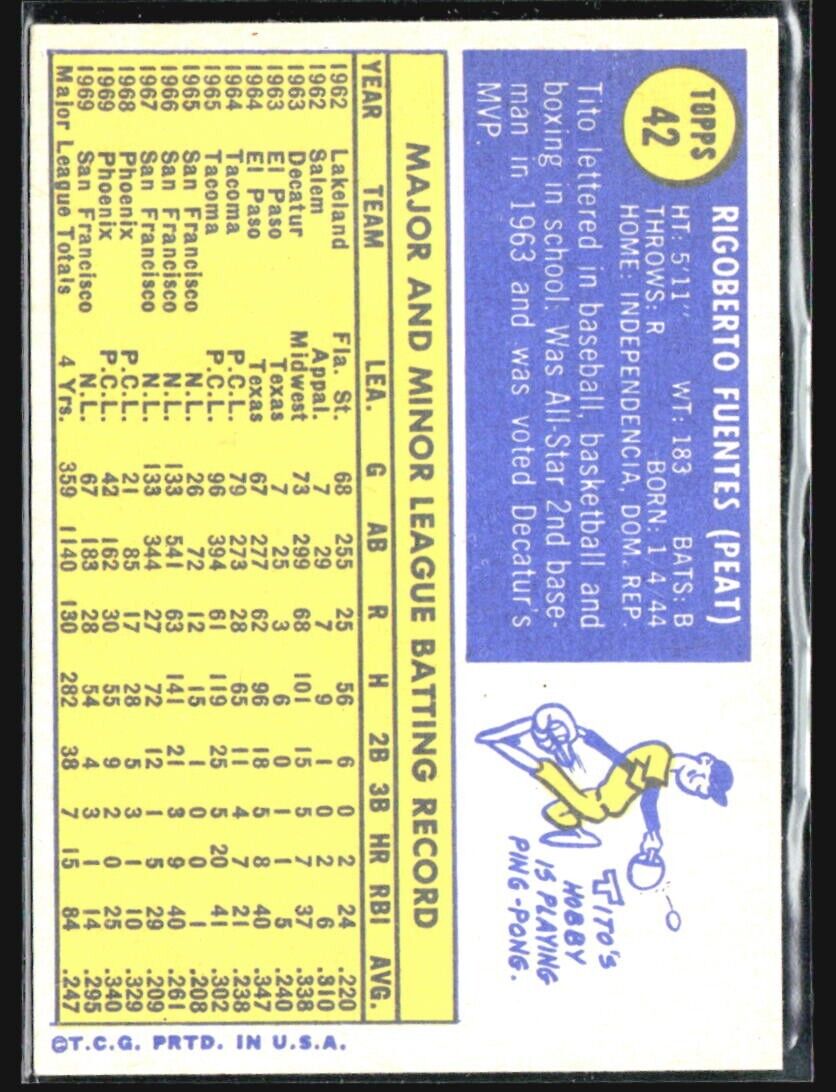 TOPPS
42
RIGOBERTO FUENTES (PEAT)
HT: 5'11" WT: 183 BATS: B
THROWS: R BORN: 1/4/44
HOME: INDEPENDENCIA, DOM. REP.
Tito lettered in baseball, basketball and
boxing in school. Was All-Star 2nd base-
man in 1963 and was voted Decatur's
MVP.
TITO'S
HOBBY
IS PLAYING
PING-PONG.
MAJOR AND MINOR LEAGUE BATTING RECORD
YEAR TEAM LEA. G AB R H 2B 3B HR RBI AVG.
1962 Lakeland Fla. St. 68 255 25 56 6 0 2 24 .220
1962 Salem Appal. 7 29 7 9 1 0 2 6 .310
1963 Decatur Midwest 73 299 68 101 15 5 7 37 .338
1963 El Paso Texas 7 25 3 6 0 1 1 5 .240
1964 El Paso Texas 67 277 62 96 18 5 8 40 .347
1964 Tacoma P.C.L. 79 273 28 65 11 4 7 21 .238
1965 Tacoma P.C.L. 96 394 61 119 25 5 20 41 .302
1965 San Francisco N.L. 26 72 12 15 1 0 0 1 .208
1966 San Francisco N.L. 133 541 63 141 21 3 9 40 .261
1967 San Francisco N.L. 133 344 27 72 12 1 5 29 .209
1968 Phoenix P.C.L. 21 85 17 28 5 3 1 10 .329
1969 Phoenix P.C.L. 42 162 30 55 9 2 0 25 .340
1969 San Francisco N.L. 67 183 28 54 4 3 1 14 .295
Major League Totals 4 Yrs. 359 1140 130 282 38 7 15 84 .247
©T.C.G. PRTD. IN U.S.A.